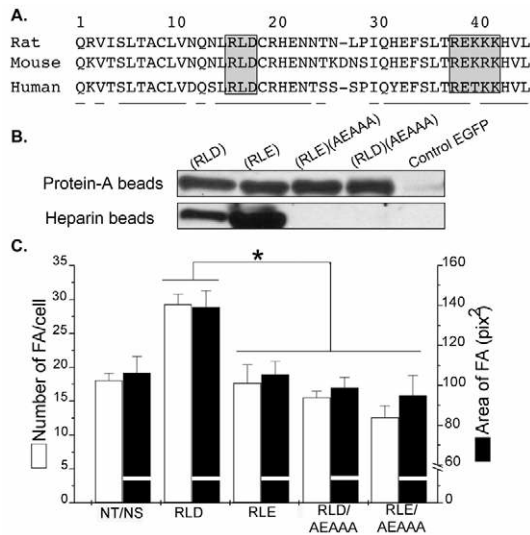 A.
1 10 20 30 40
Rat QRVISLTACLVNQNLRLDCRHENNTN-LPIQHEFSLTREKKKHVL
Mouse QKVTSLTACLVNQNLRLDCRHENNTKDNSIQHEFSLTREKRKHVL
Human QKVTSLTACLVDQSLRLDCRHENTSS-SPIQYEFSLTRETKKHVL
B.
(RLD) (RLE) (RLE)(AEAAA) (RLD)(AEAAA) Control EGFP
Protein-A beads
Heparin beads
C.
Number of FA/cell
35
30
25
20
15
10
5
0
*
160
140
120
100
80
60
0
Area of FA (pix²)
NT/NS RLD RLE RLD/AEAAA RLE/AEAAA